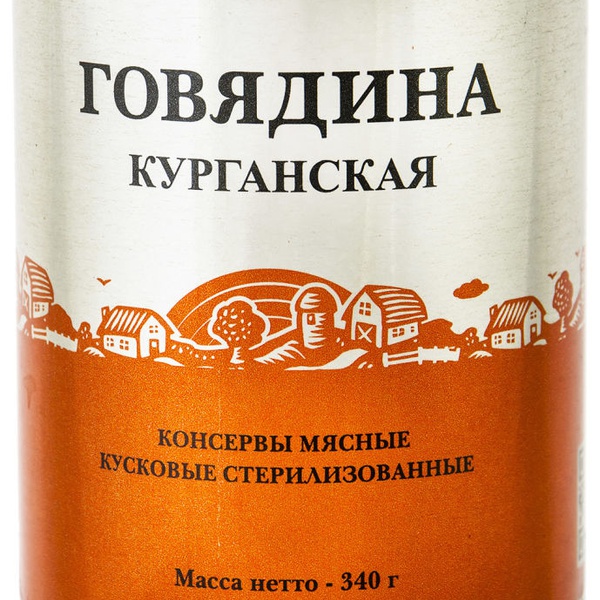 ГОВЯДИНА
КУРГАНСКАЯ
КОНСЕРВЫ МЯСНЫЕ
КУСКОВЫЕ СТЕРИЛИЗОВАННЫЕ
Масса нетто - 340 г